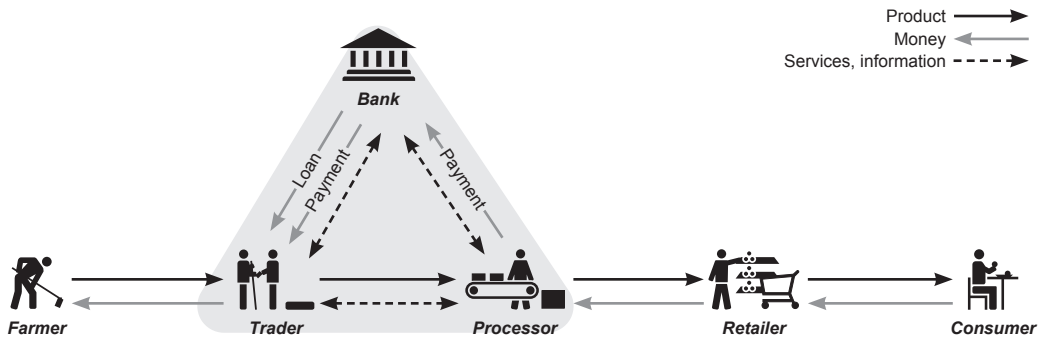 Product
Money
Services, information
Bank
Loan
Payment
Payment
Farmer
Trader
Processor
Retailer
Consumer